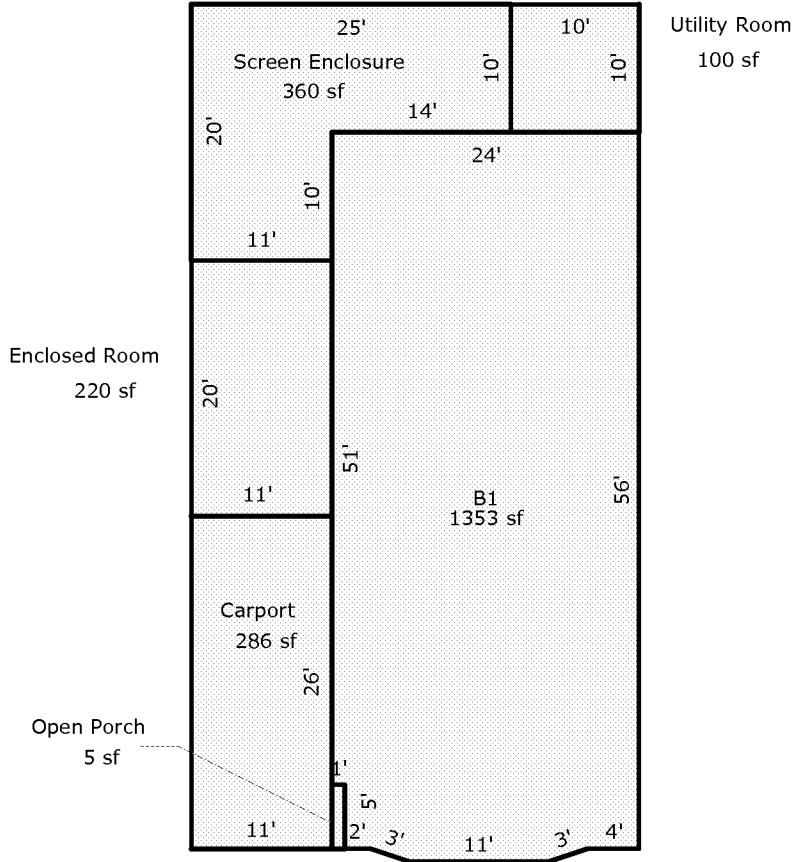 25'
10'
Utility Room
100 sf
Screen Enclosure
360 sf
10'
10'
14'
20'
24'
10'
11'
Enclosed Room
220 sf
20'
51'
11'
B1
1353 sf
56'
Carport
286 sf
26'
Open Porch
5 sf
1'
5'
11'
2'
3'
11'
3'
4'